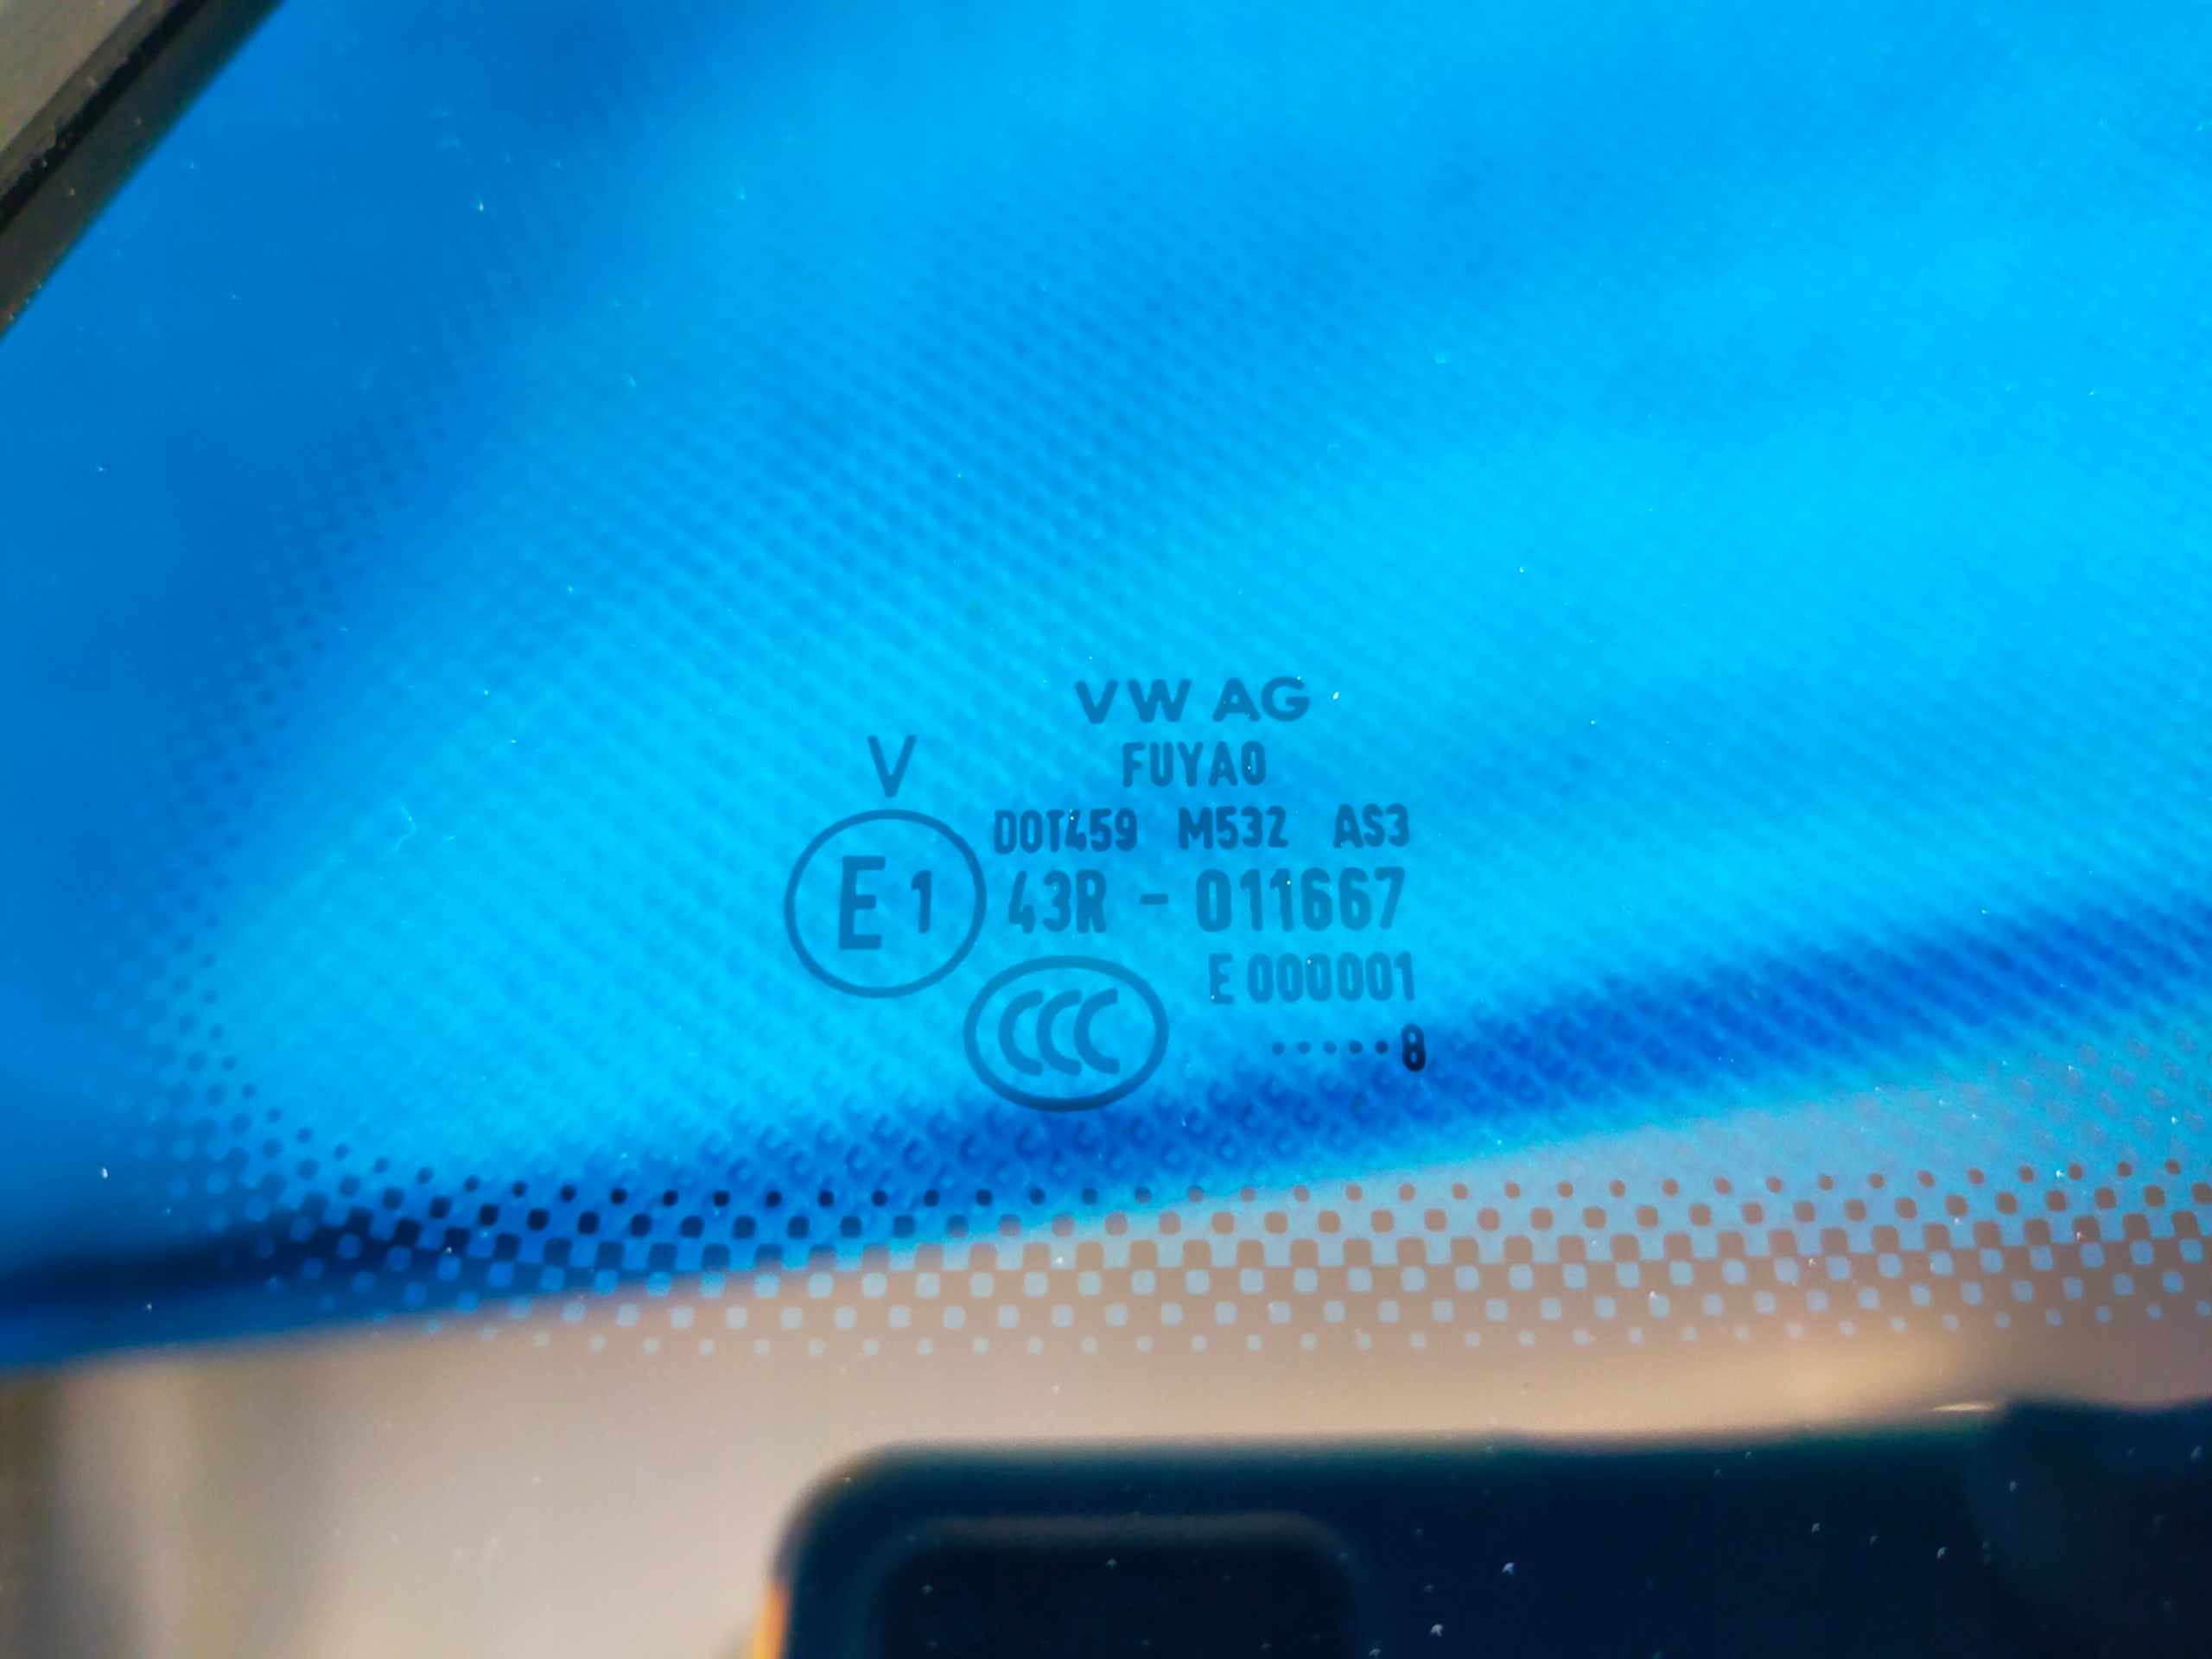 VW AG
V
FUYAO
DOT459 M532 AS3
E1
43R - 011667
E 000001
CCC
.....8